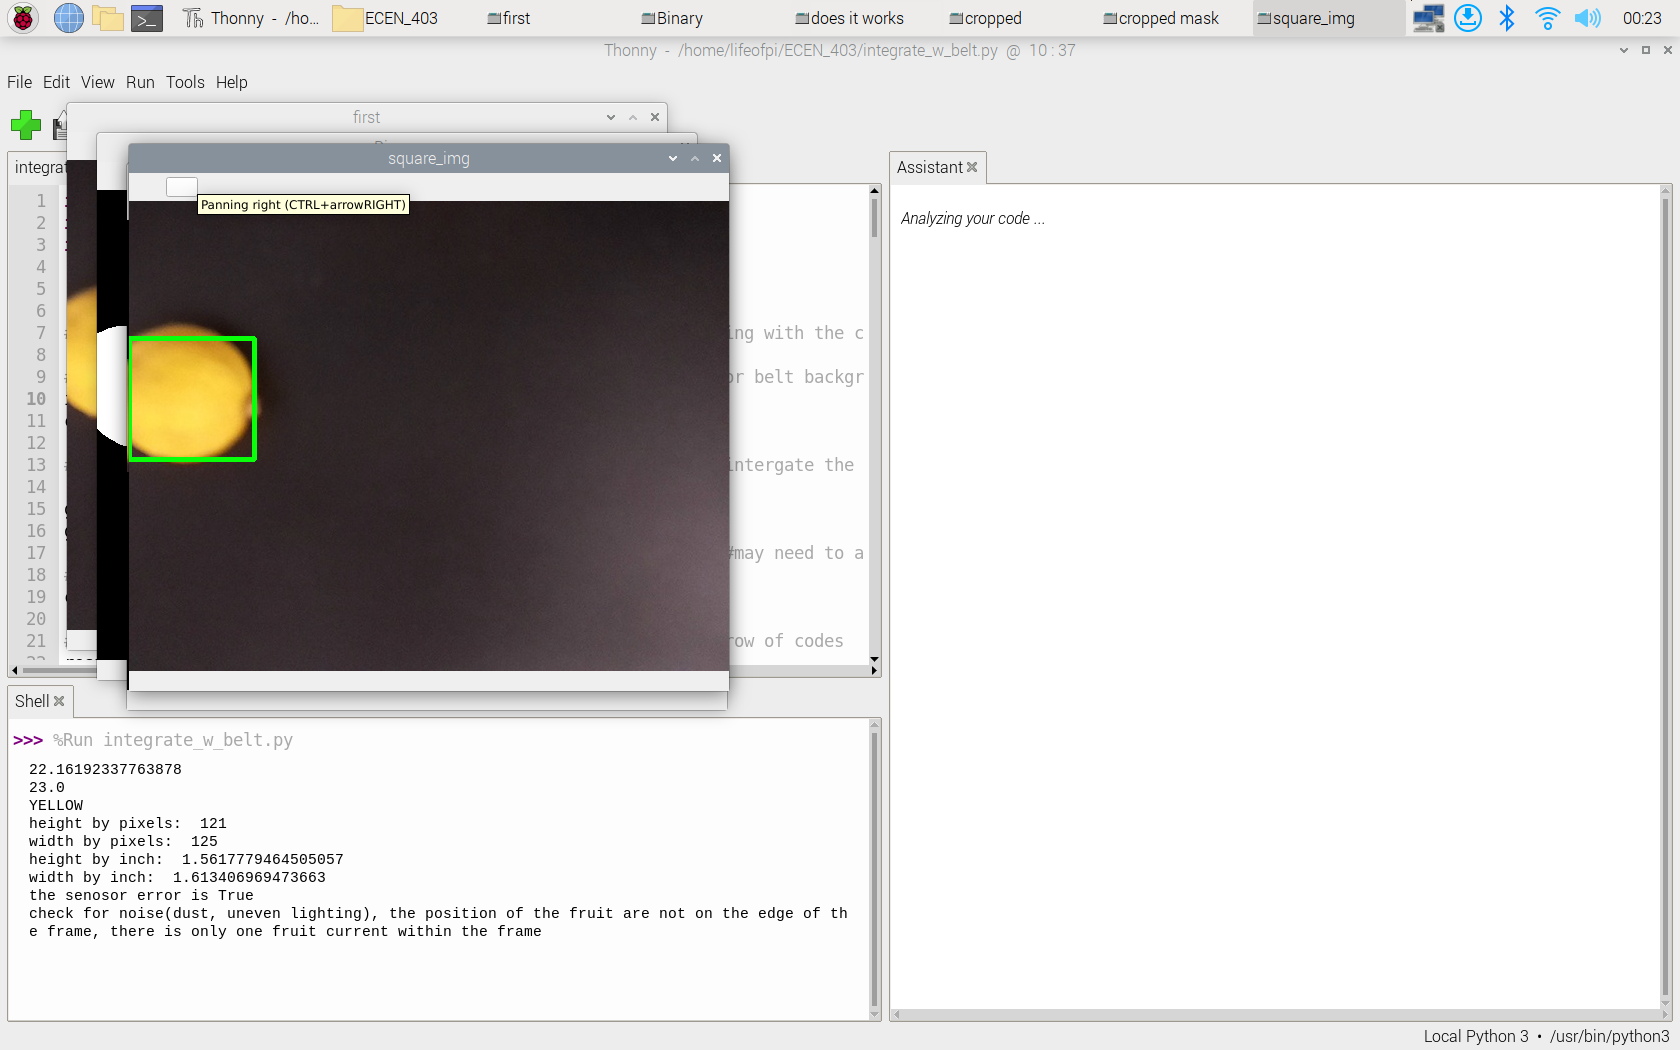 Thonny - /ho...
ECEN_403
first
Binary
does it works
cropped
cropped mask
square_img
00:23
Thonny - /home/lifeofpi/ECEN_403/integrate_w_belt.py @ 10 : 37
File Edit View Run Tools Help
first
square_img
Panning right (CTRL+arrowRIGHT)
integrat
Assistant
Analyzing your code ...
1
2
3
4
5
6
7 # ing with the c
8
9 # or belt backgr
10
11
12
13 # intergate the
14
15
16
17 #may need to a
18 #
19
20
21 # row of codes
22
Shell
>>> %Run integrate_w_belt.py
22.16192337763878
23.0
YELLOW
height by pixels: 121
width by pixels: 125
height by inch: 1.5617779464505057
width by inch: 1.613406969473663
the senosor error is True
check for noise(dust, uneven lighting), the position of the fruit are not on the edge of th
e frame, there is only one fruit current within the frame
Local Python 3 • /usr/bin/python3